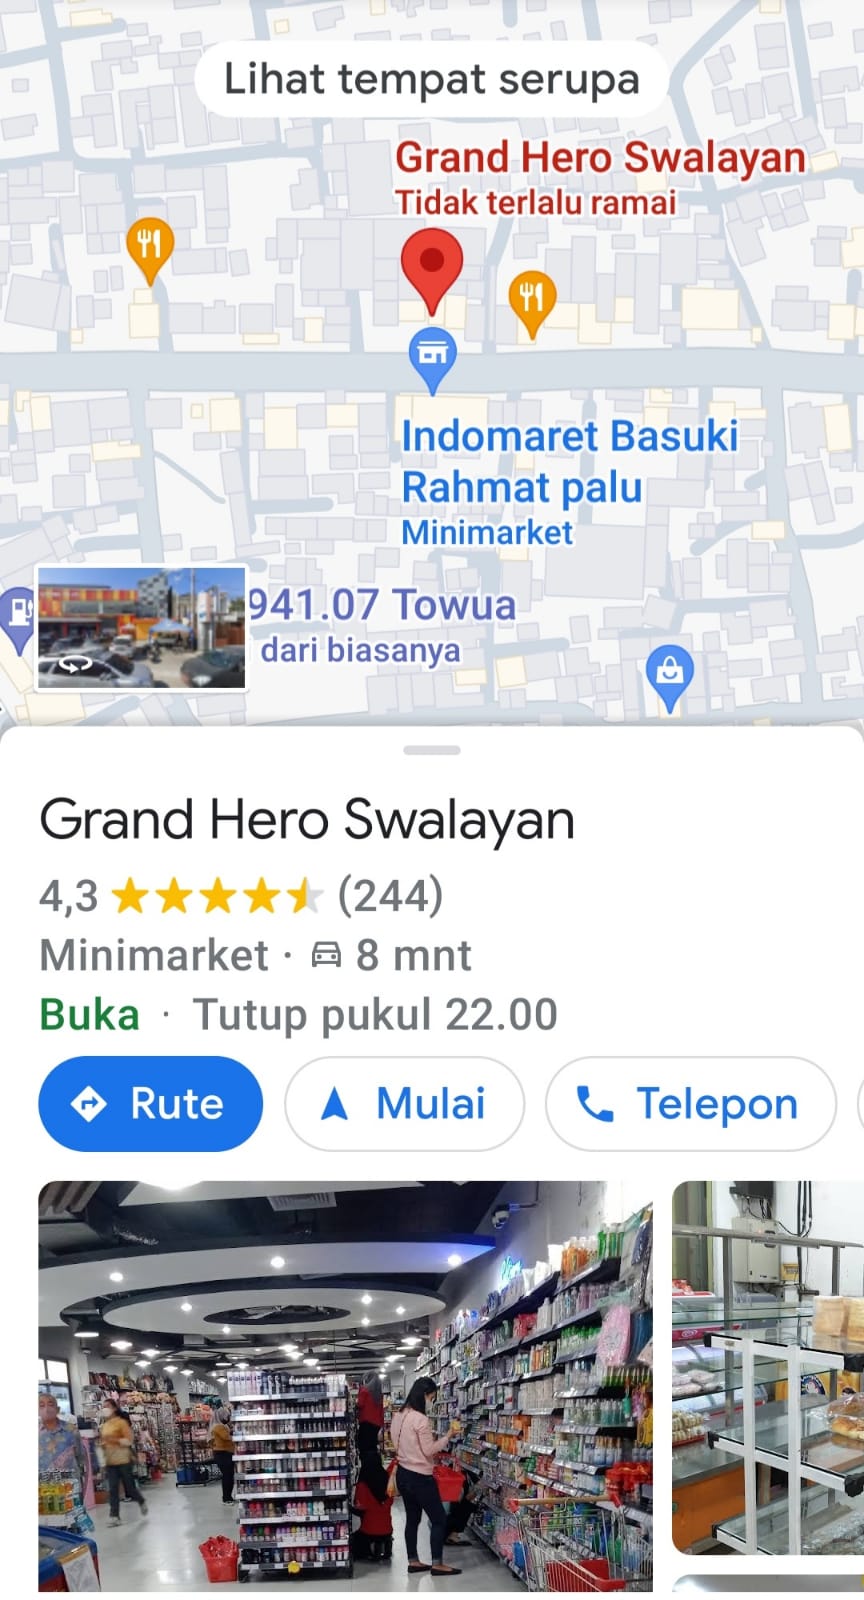 Lihat tempat serupa
Grand Hero Swalayan
Tidak terlalu ramai
Indomaret Basuki
Rahmat palu
Minimarket
941.07 Towua
dari biasanya
Grand Hero Swalayan
4,3 (244)
Minimarket · 8 mnt
Buka · Tutup pukul 22.00
Rute
Mulai
Telepon